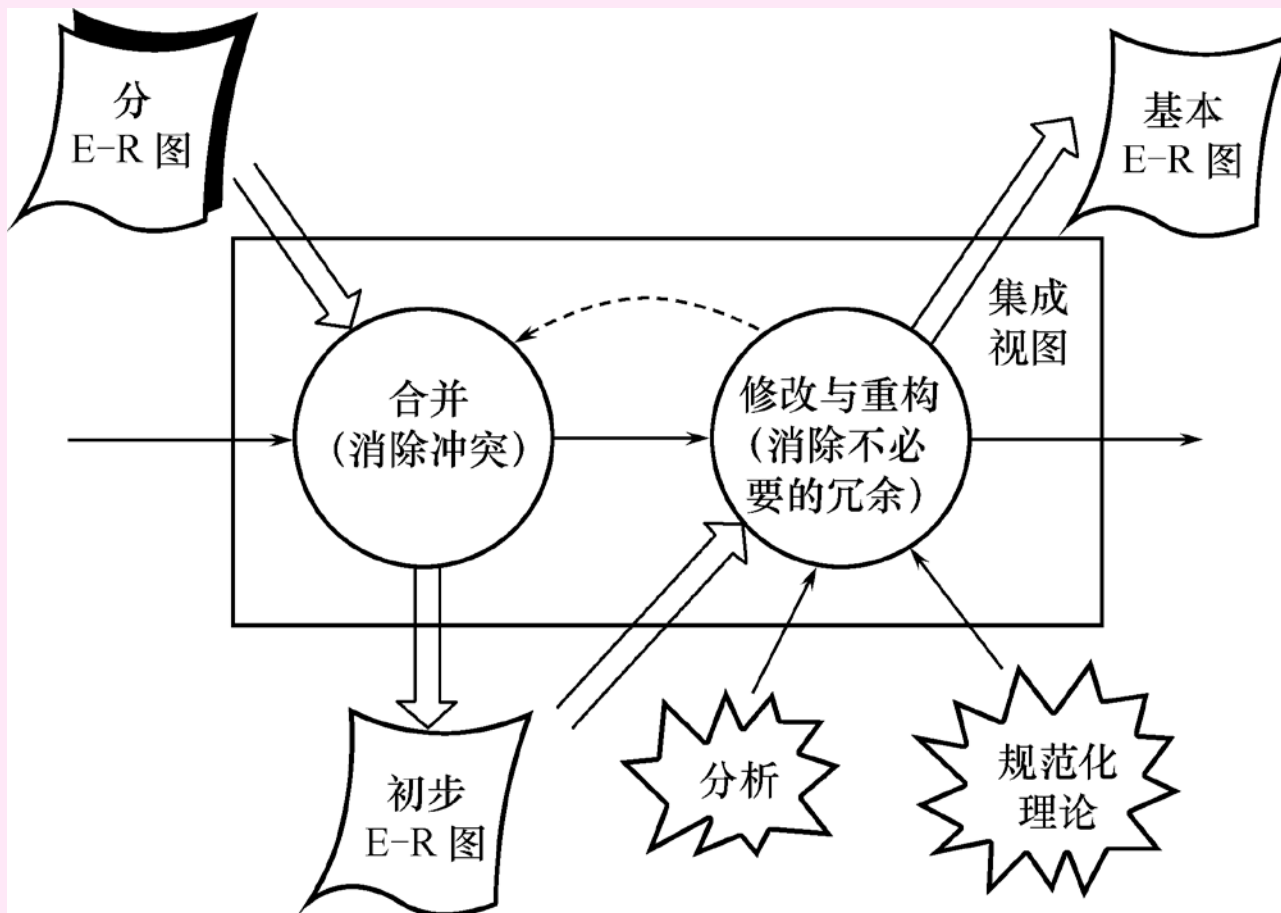 分
E-R 图
基本
E-R 图
集成
视图
合并
（消除冲突）
修改与重构
（消除不必
要的冗余）
初步
E-R 图
分析
规范化
理论